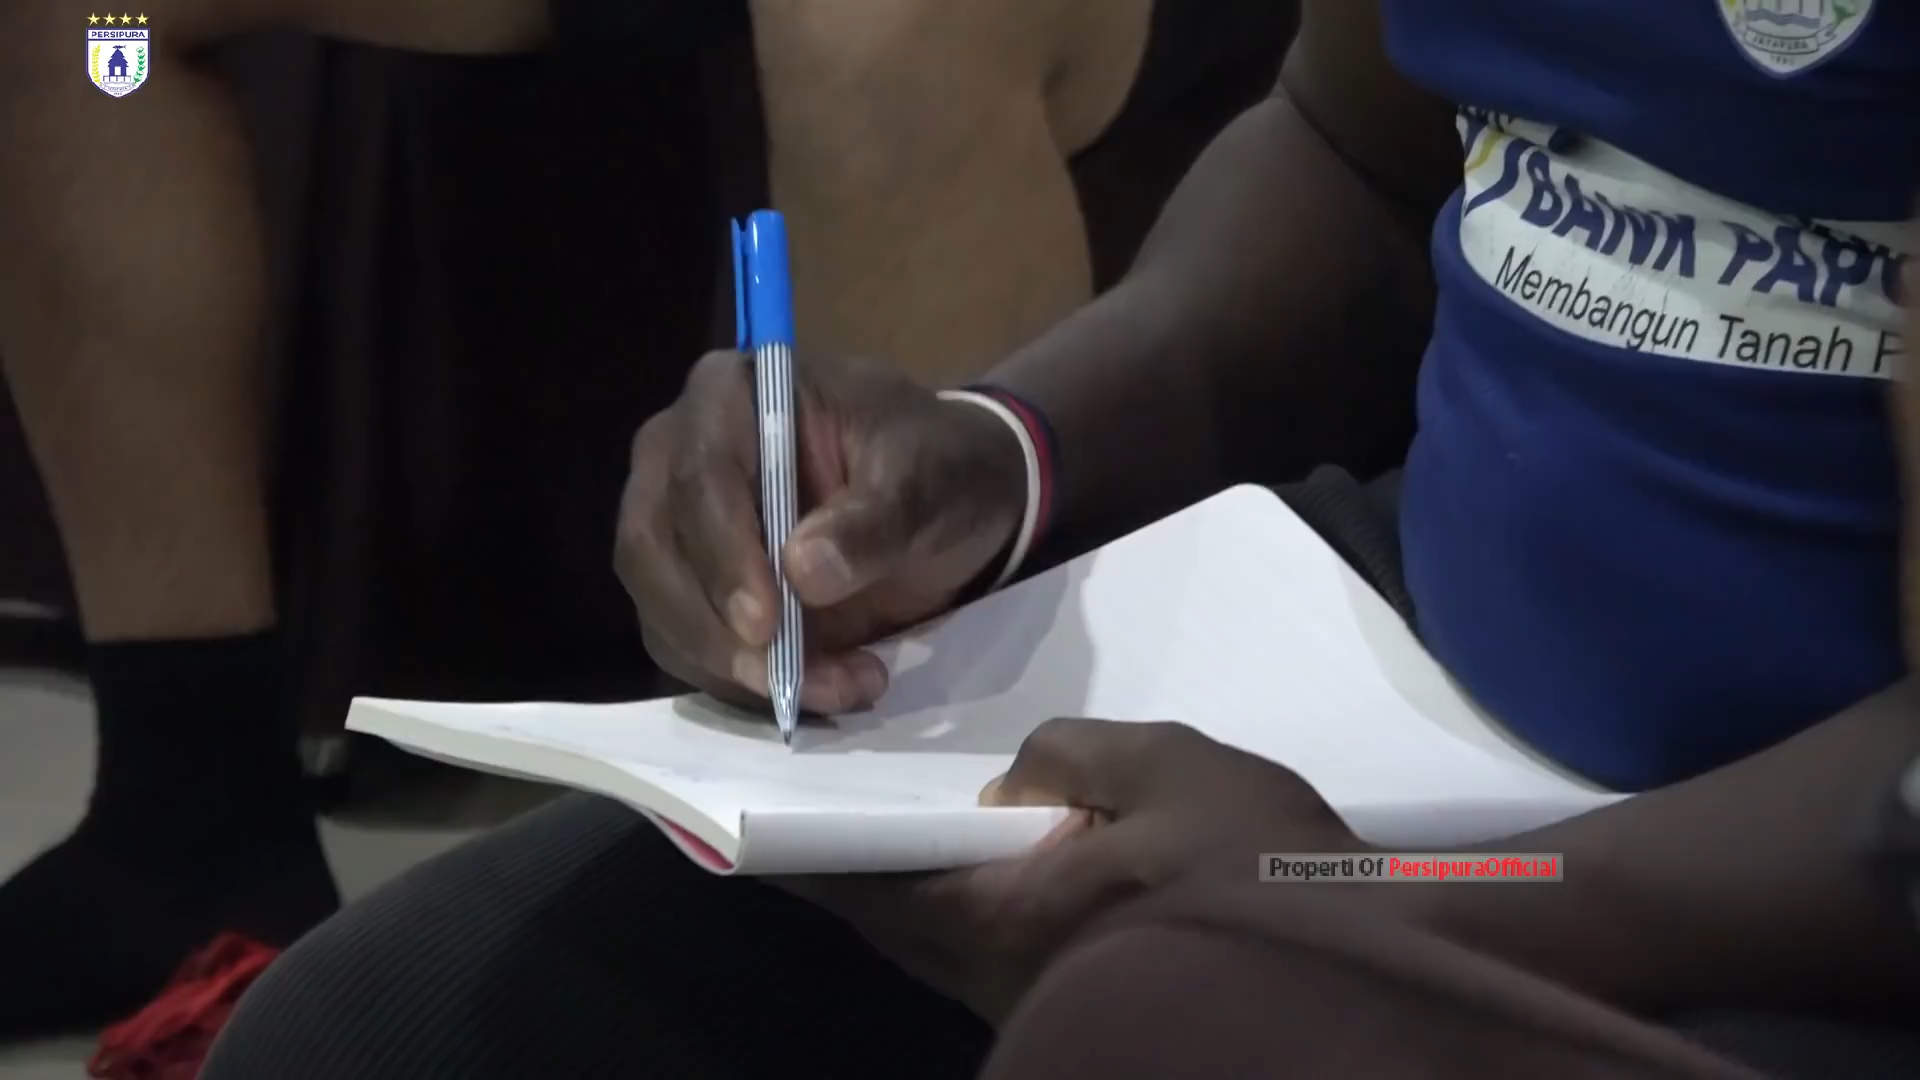 PERSIPURA
BANK PAP
Membangun Tanah P
Properti Of PersipuraOfficial